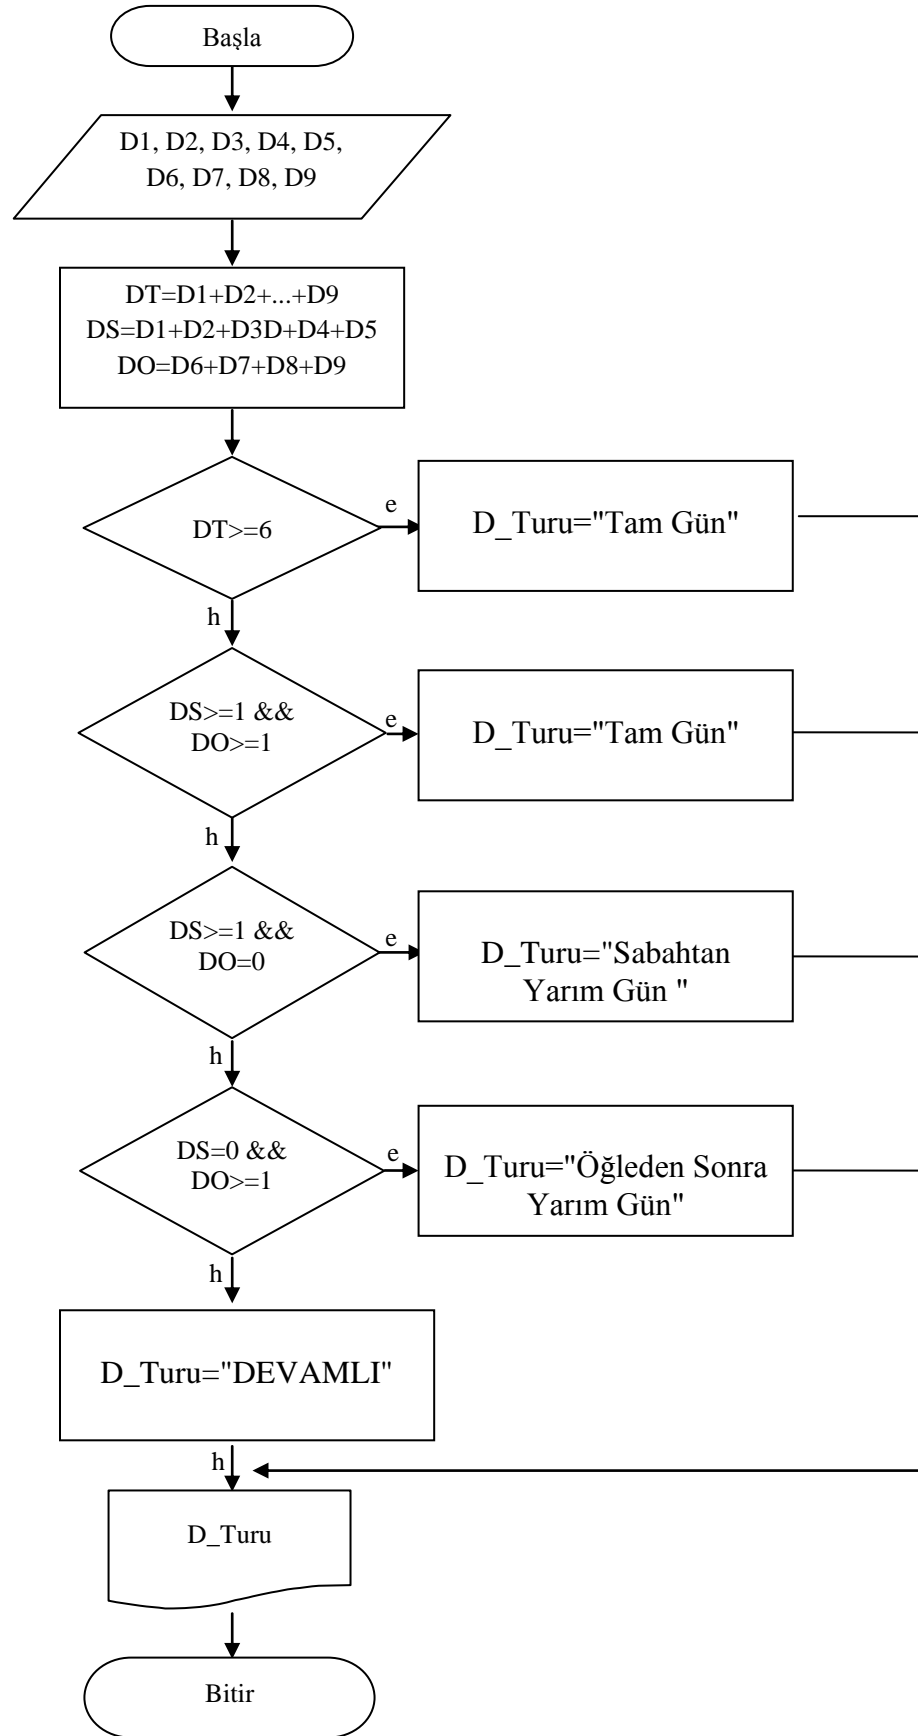 Başla
D1, D2, D3, D4, D5,
D6, D7, D8, D9
DT=D1+D2+...+D9
DS=D1+D2+D3D+D4+D5
DO=D6+D7+D8+D9
DT>=6
e
D_Turu="Tam Gün"
h
DS>=1 &&
DO>=1
e
D_Turu="Tam Gün"
h
DS>=1 &&
DO=0
e
D_Turu="Sabahtan
Yarım Gün "
h
DS=0 &&
DO>=1
e
D_Turu="Öğleden Sonra
Yarım Gün"
h
D_Turu="DEVAMLI"
h
D_Turu
Bitir